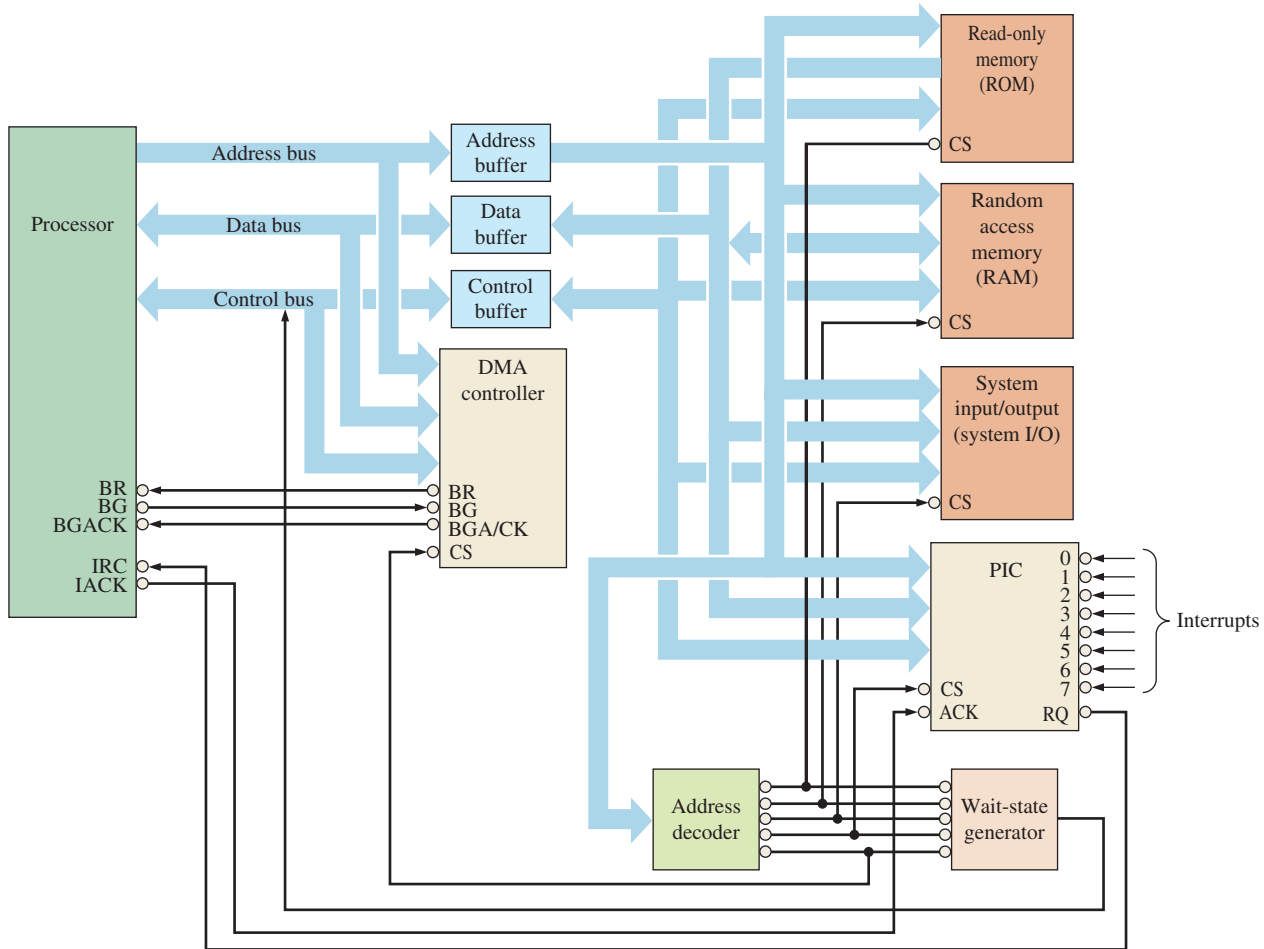 Read-only
memory
(ROM)
CS
Address bus
Address
buffer
Processor
Data bus
Data
buffer
Random
access
memory
(RAM)
CS
Control bus
Control
buffer
DMA
controller
System
input/output
(system I/O)
CS
BR
BG
BGACK
IRC
IACK
BR
BG
BGA/CK
CS
PIC
0
1
2
3
4
5
6
7
Interrupts
CS
ACK
RQ
Address
decoder
Wait-state
generator